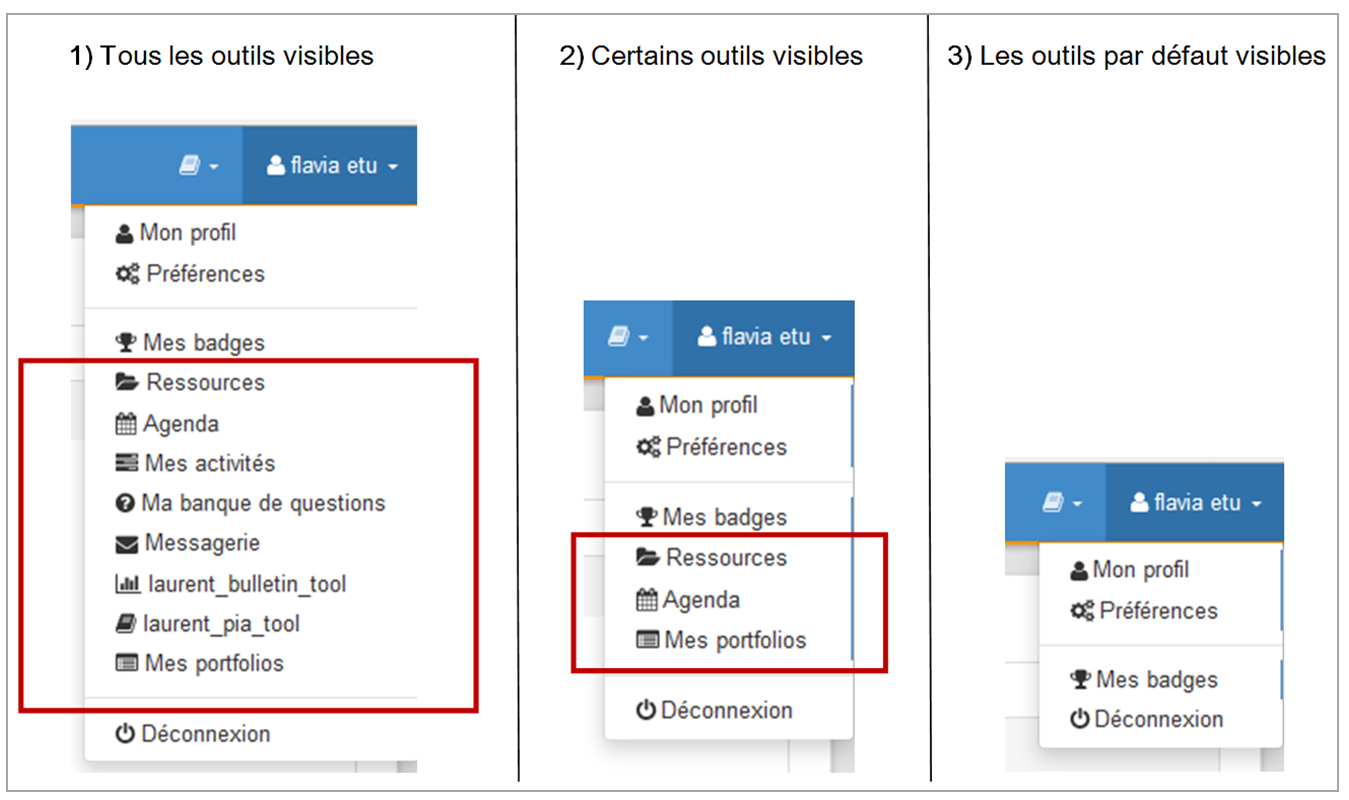 1) Tous les outils visibles
flavia etu
Mon profil
Préférences
Mes badges
Ressources
Agenda
Mes activités
Ma banque de questions
Messagerie
laurent_bulletin_tool
laurent_pia_tool
Mes portfolios
Déconnexion
2) Certains outils visibles
flavia etu
Mon profil
Préférences
Mes badges
Ressources
Agenda
Mes portfolios
Déconnexion
3) Les outils par défaut visibles
flavia etu
Mon profil
Préférences
Mes badges
Déconnexion